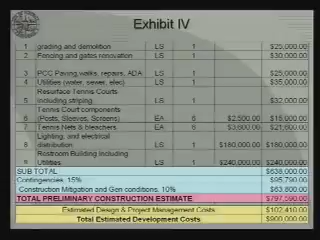 Exhibit IV
1 grading and demolition LS 1 $25,000.00
2 Fencing and gates renovation LS 1 $30,000.00
3 PCC Paving,walks, repairs, ADA LS 1 $25,000.00
4 Utilities (water, sewer, elec) LS 1 $35,000.00
Resurface Tennis Courts
5 including striping LS 1 $32,000.00
Tennis Court components
6 (Posts, Sleeves, Screens) EA 6 $2,500.00 $15,000.00
7 Tennis Nets & bleachers EA 6 $3,600.00 $21,600.00
Lighting, and electrical
8 distribution LS 1 $180,000.00 $180,000.00
Restroom Building Including
9 Utilities LS 1 $240,000.00 $240,000.00
SUB TOTAL $638,000.00
Contingencies, 15% $95,790.00
Construction Mitigation and Gen conditions, 10% $63,800.00
TOTAL PRELIMINARY CONSTRUCTION ESTIMATE $797,590.00
Estimated Design & Project Management Costs $102,410.00
Total Estimated Development Costs $900,000.00